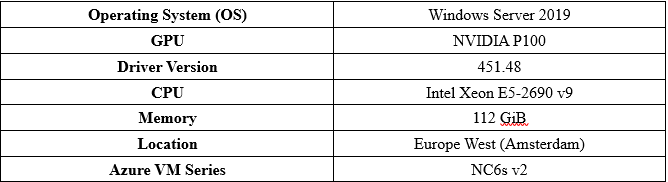 Operating System (OS) Windows Server 2019
GPU NVIDIA P100
Driver Version 451.48
CPU Intel Xeon E5-2690 v9
Memory 112 GiB
Location Europe West (Amsterdam)
Azure VM Series NC6s v2